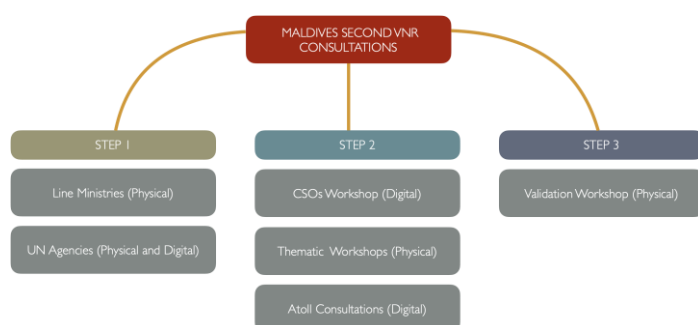 MALDIVES SECOND VNR
CONSULTATIONS
STEP 1
Line Ministries (Physical)
UN Agencies (Physical and Digital)
STEP 2
CSOs Workshop (Digital)
Thematic Workshops (Physical)
Atoll Consultations (Digital)
STEP 3
Validation Workshop (Physical)